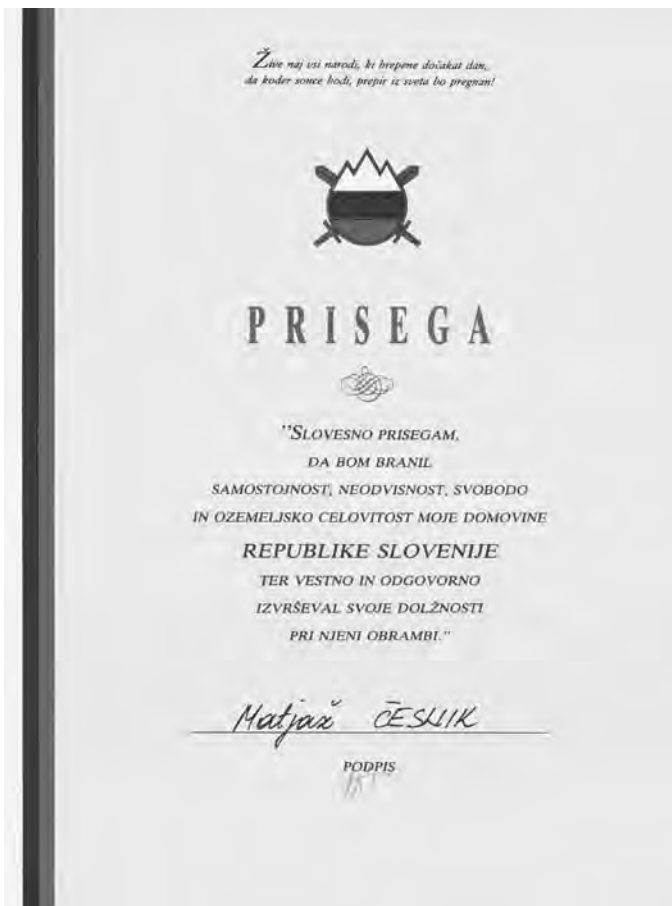 Žive naj vsi narodi, ki hrepene dočakat dan,
da koder sonce hodi, prepir iz sveta bo pregnan!
PRISEGA
"SLOVESNO PRISEGAM,
DA BOM BRANIL
SAMOSTOJNOST, NEODVISNOST, SVOBODO
IN OZEMELJSKO CELOVITOST MOJE DOMOVINE
REPUBLIKE SLOVENIJE
TER VESTNO IN ODGOVORNO
IZVRŠEVAL SVOJE DOLŽNOSTI
PRI NJENI OBRAMBI."
Matjaž ČESNIK
PODPIS